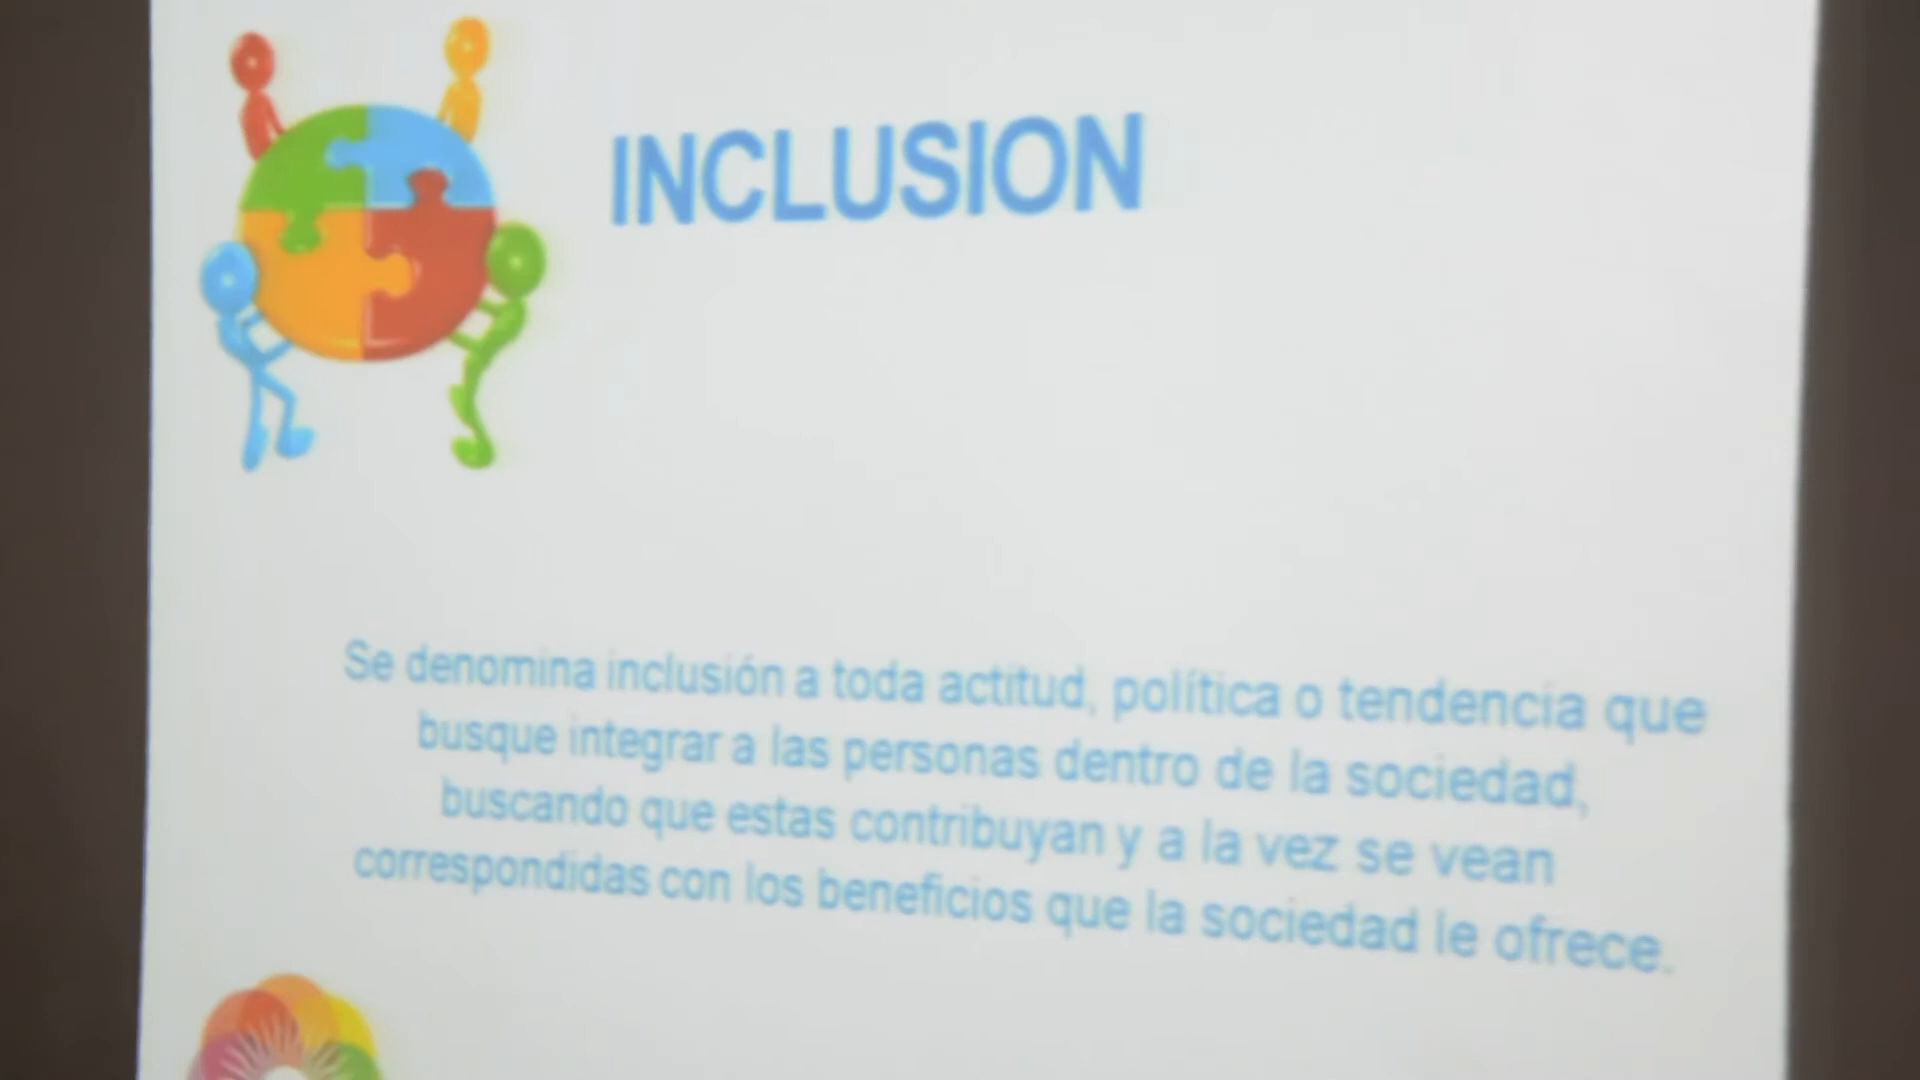 INCLUSION
Se denomina inclusión a toda actitud, política o tendencia que
busque integrar a las personas dentro de la sociedad,
buscando que estas contribuyan y a la vez se vean
correspondidas con los beneficios que la sociedad le ofrece.